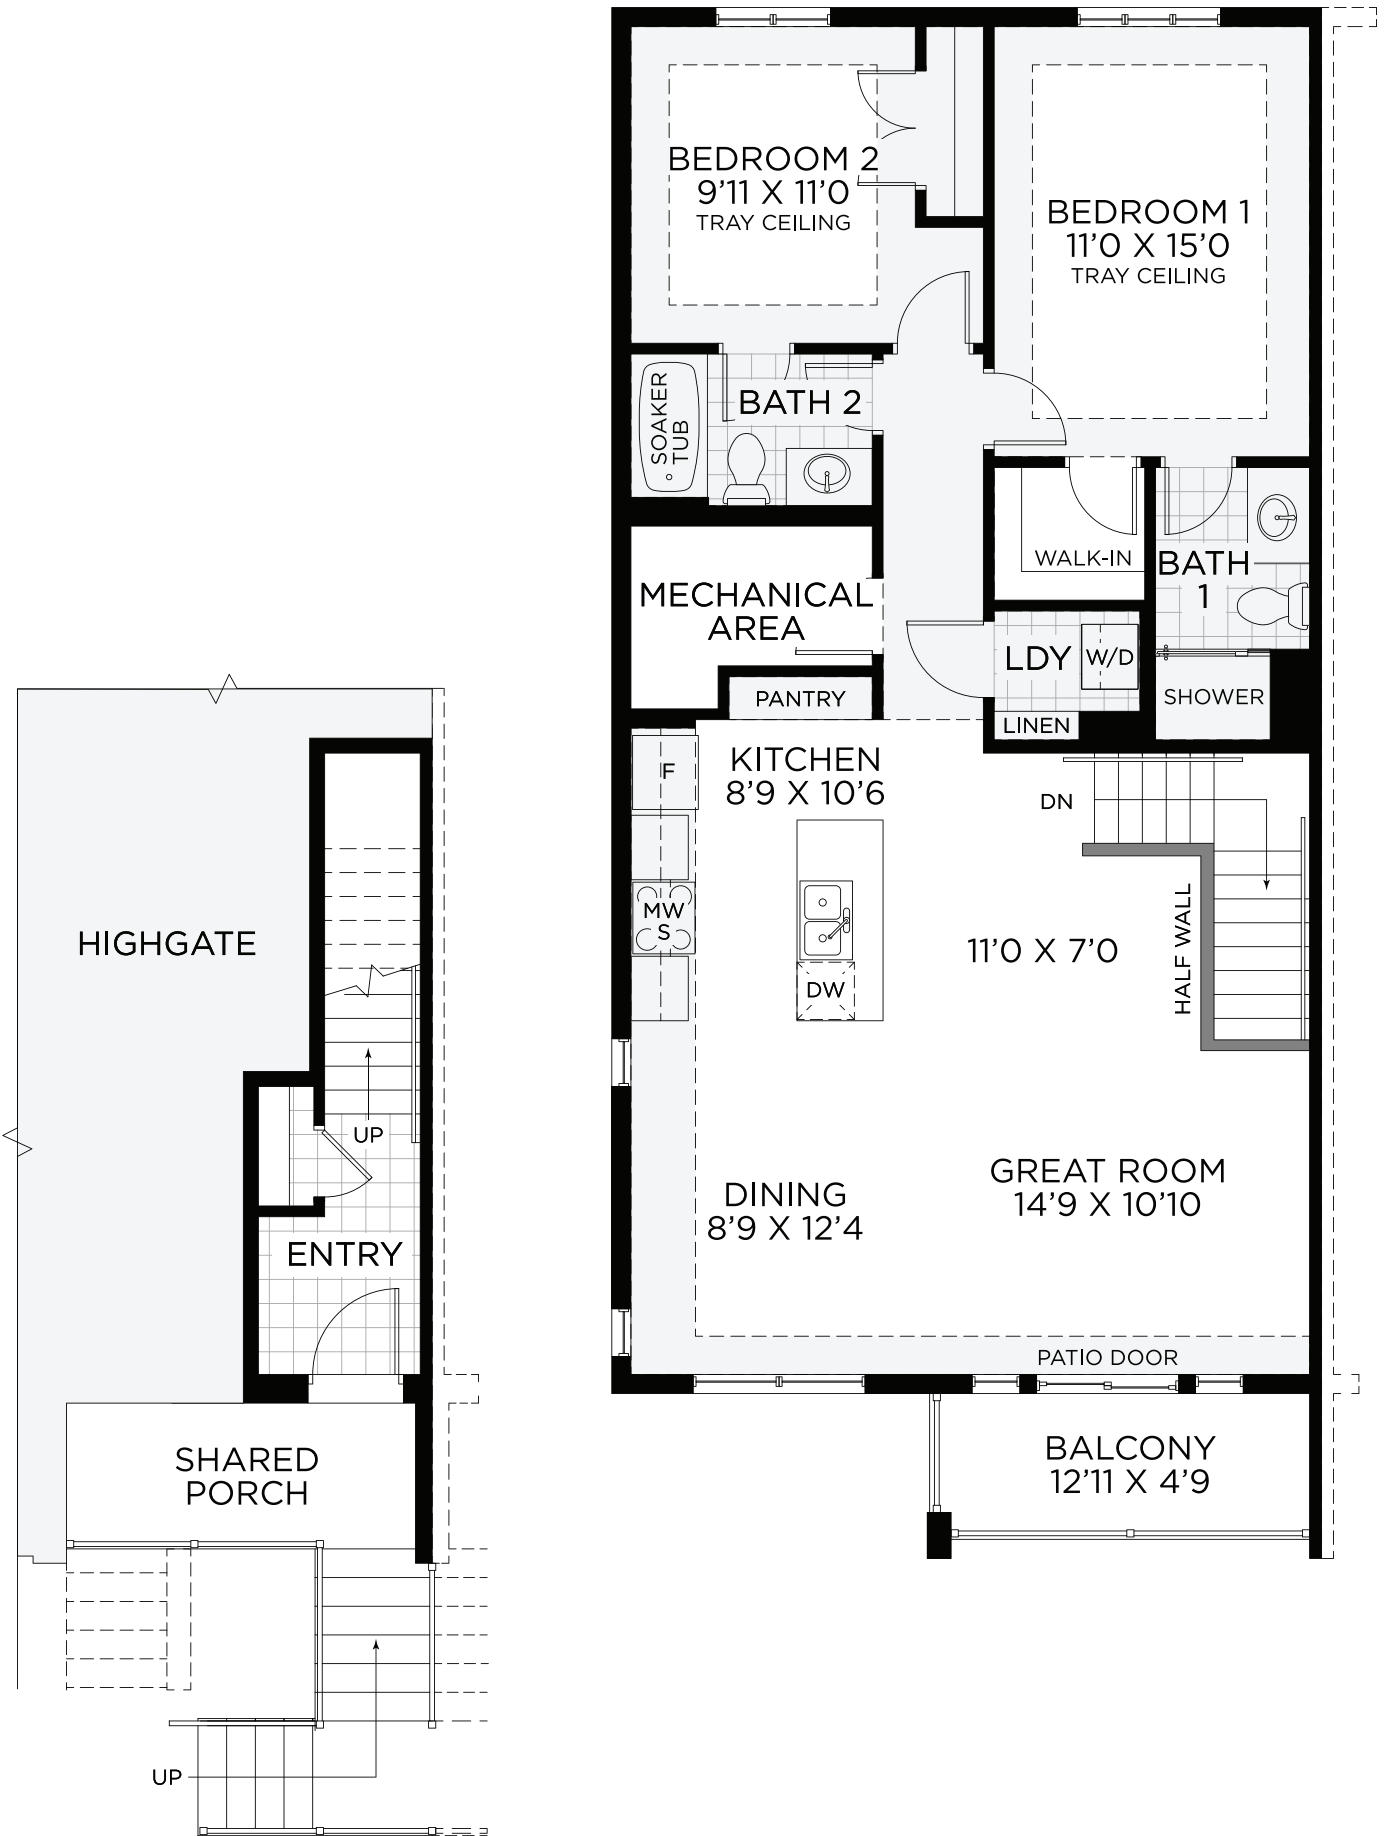 BEDROOM 2
9’11 X 11’0
TRAY CEILING
BEDROOM 1
11’0 X 15’0
TRAY CEILING
SOAKER
TUB
BATH 2
WALK-IN
BATH
1
MECHANICAL
AREA
LDY
W/D
PANTRY
SHOWER
LINEN
KITCHEN
8’9 X 10’6
F
DN
MW
S
DW
11’0 X 7’0
HALF WALL
DINING
8’9 X 12’4
GREAT ROOM
14’9 X 10’10
PATIO DOOR
BALCONY
12’11 X 4’9
HIGHGATE
UP
ENTRY
SHARED
PORCH
UP